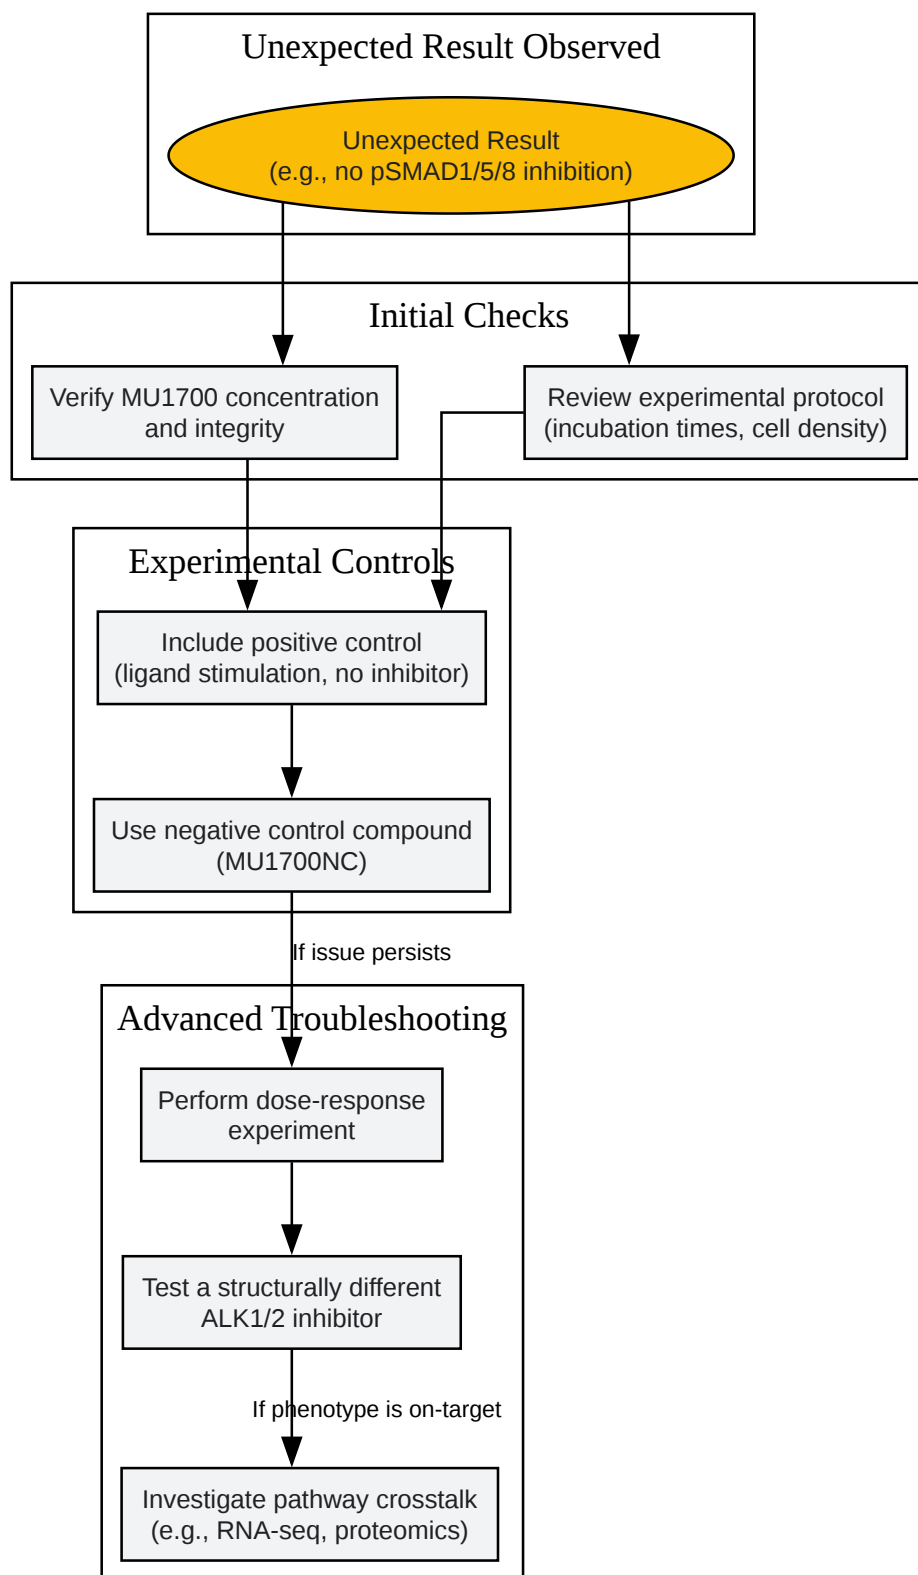 Unexpected Result Observed
Unexpected Result
(e.g., no pSMAD1/5/8 inhibition)
Initial Checks
Verify MU1700 concentration
and integrity
Review experimental protocol
(incubation times, cell density)
Experimental Controls
Include positive control
(ligand stimulation, no inhibitor)
Use negative control compound
(MU1700NC)
If issue persists
Advanced Troubleshooting
Perform dose-response
experiment
Test a structurally different
ALK1/2 inhibitor
If phenotype is on-target
Investigate pathway crosstalk
(e.g., RNA-seq, proteomics)